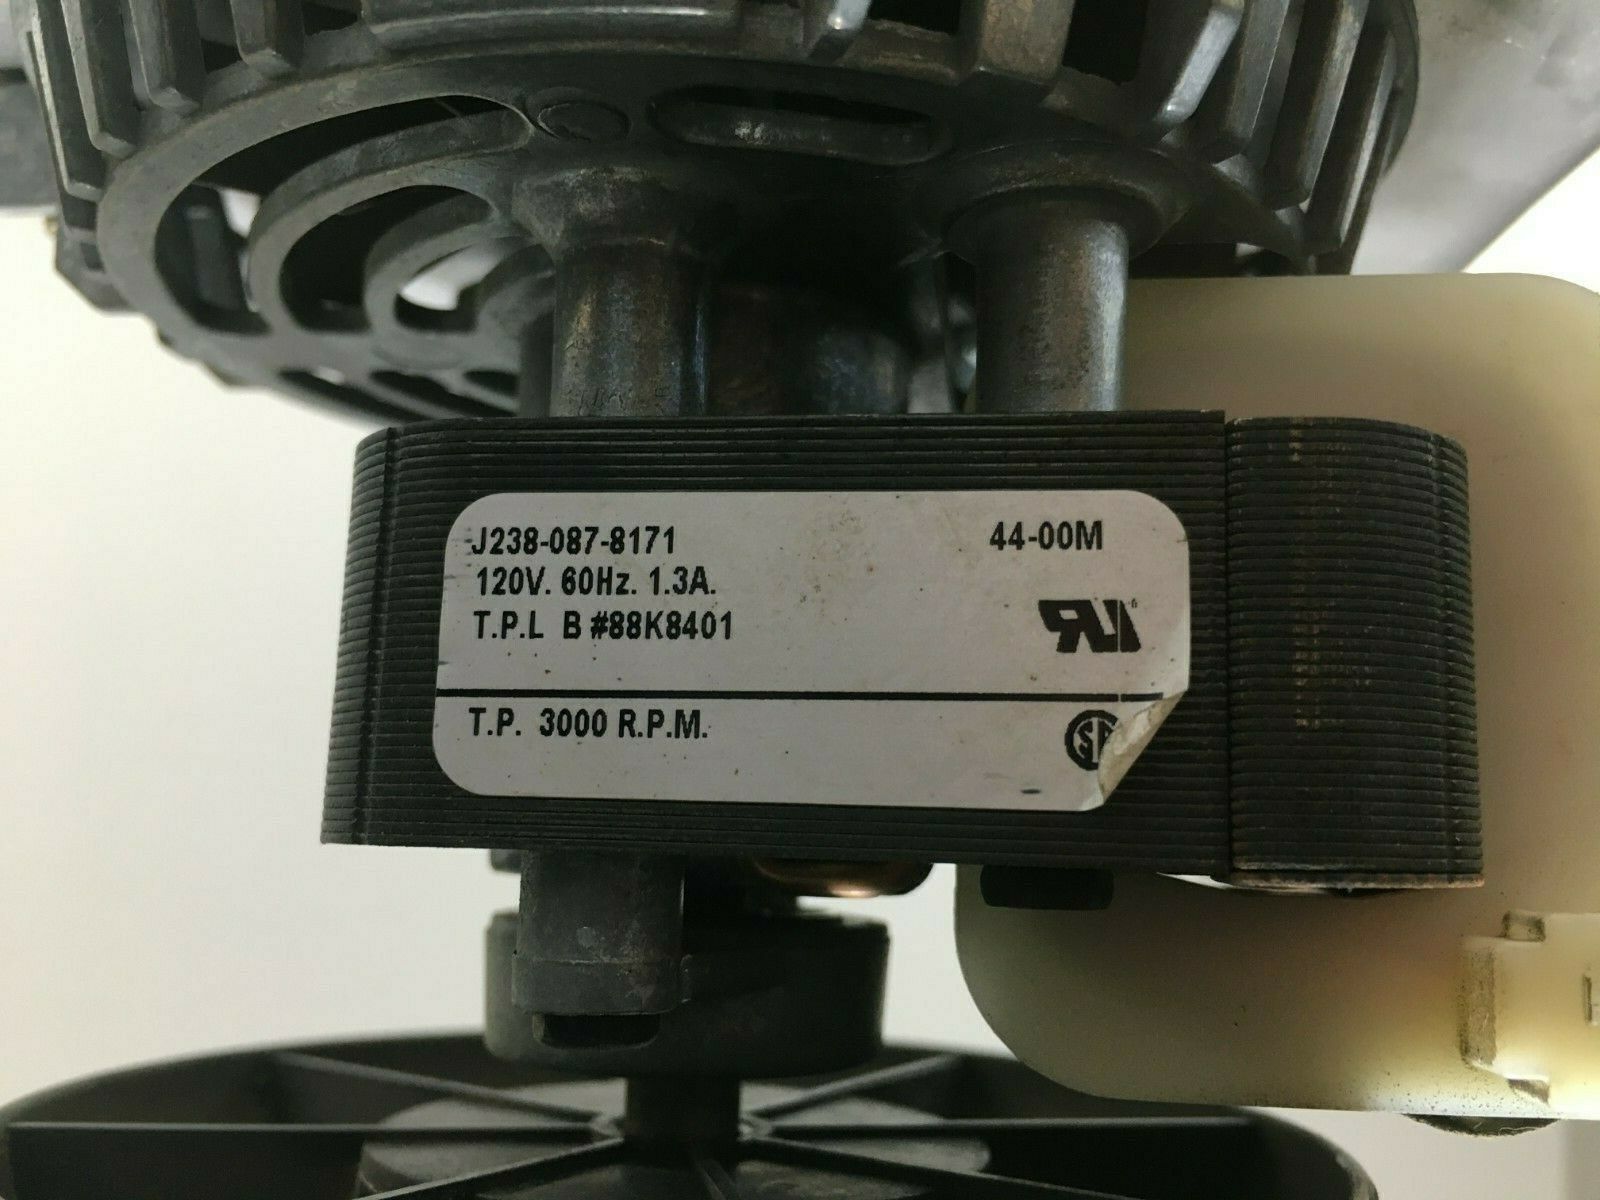 J238-087-8171 44-00M
120V. 60Hz. 1.3A.
T.P.L B #88K8401
T.P. 3000 R.P.M.